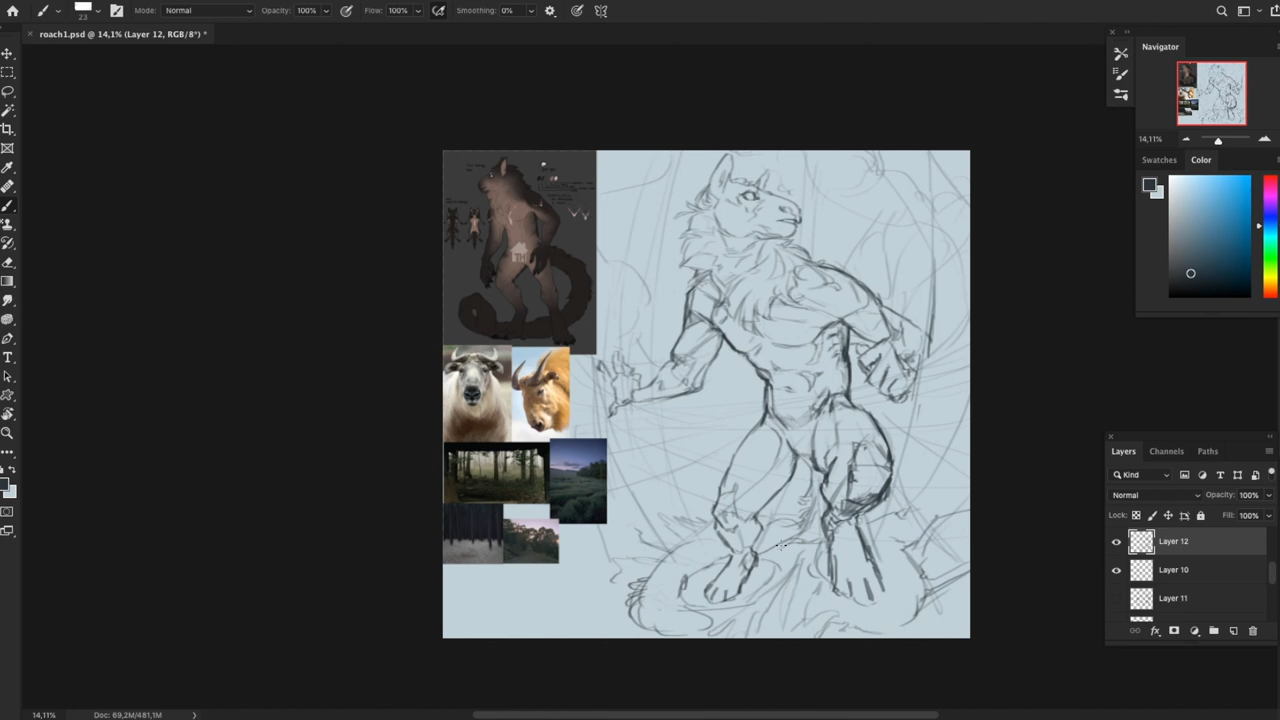 23
Mode: Normal
Opacity: 100%
Flow: 100%
Smoothing: 0%
roach1.psd @ 14,1% (Layer 12, RGB/8*) *
Navigator
14,11%
Swatches
Color
Layers
Channels
Paths
Kind
Normal
Opacity: 100%
Lock:
Fill: 100%
Layer 12
Layer 10
Layer 11
14,11%
Doc: 69,2M/481,1M